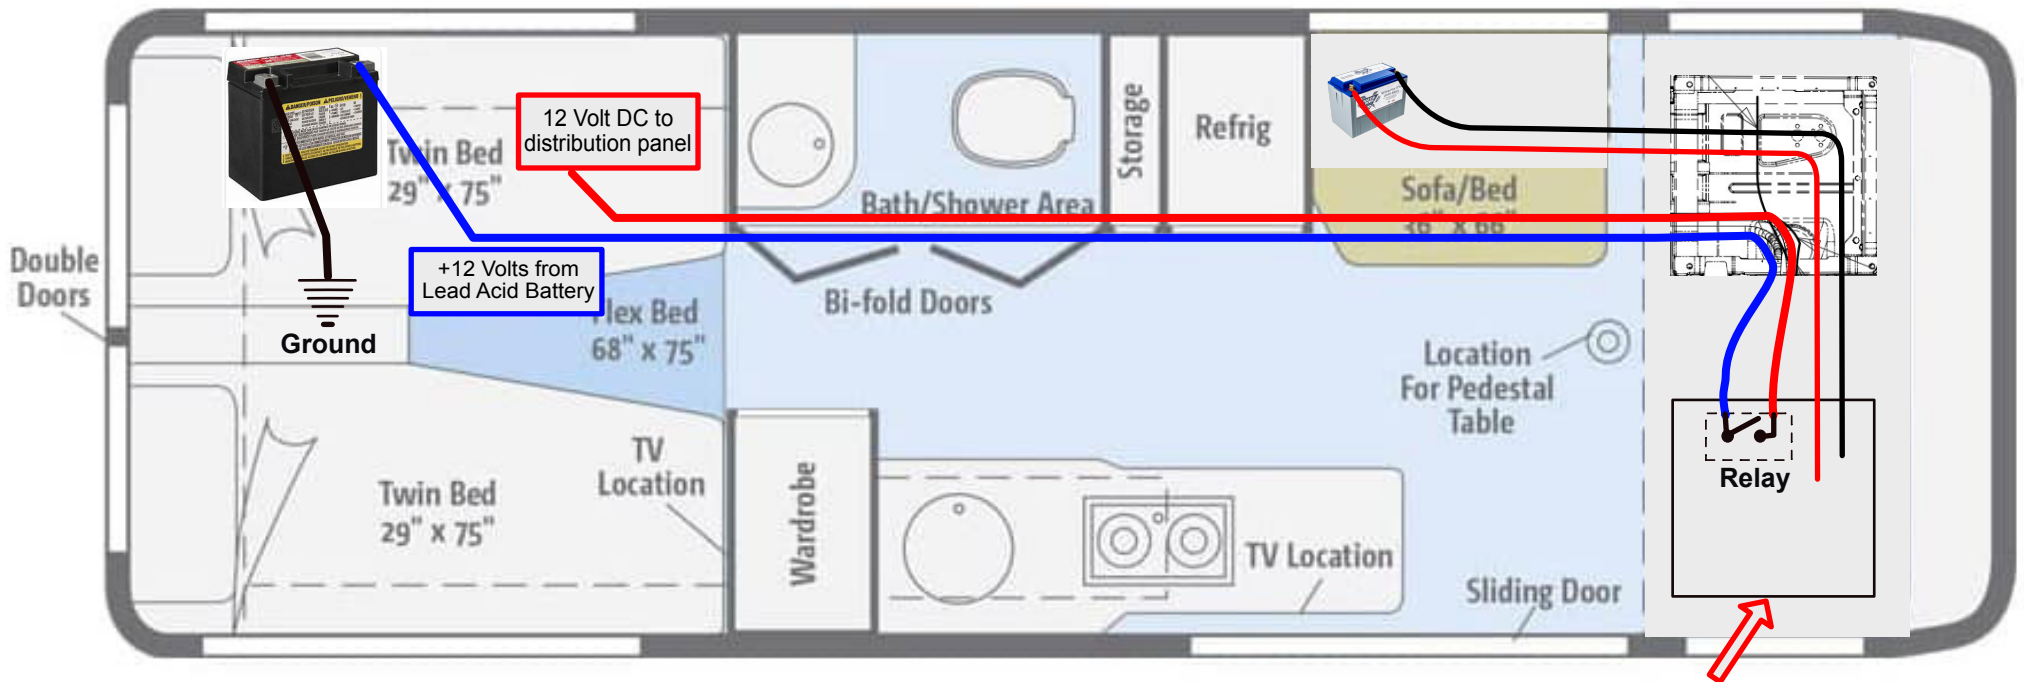 12 Volt DC to
distribution panel
Twin Bed
29" x 75"
+12 Volts from
Lead Acid Battery
Ground
Double
Doors
Flex Bed
68" x 75"
Bath/Shower Area
Bi-fold Doors
Storage
Refrig
Sofa/Bed
36" x 66"
Location
For Pedestal
Table
TV
Location
Twin Bed
29" x 75"
Wardrobe
TV Location
Sliding Door
Relay